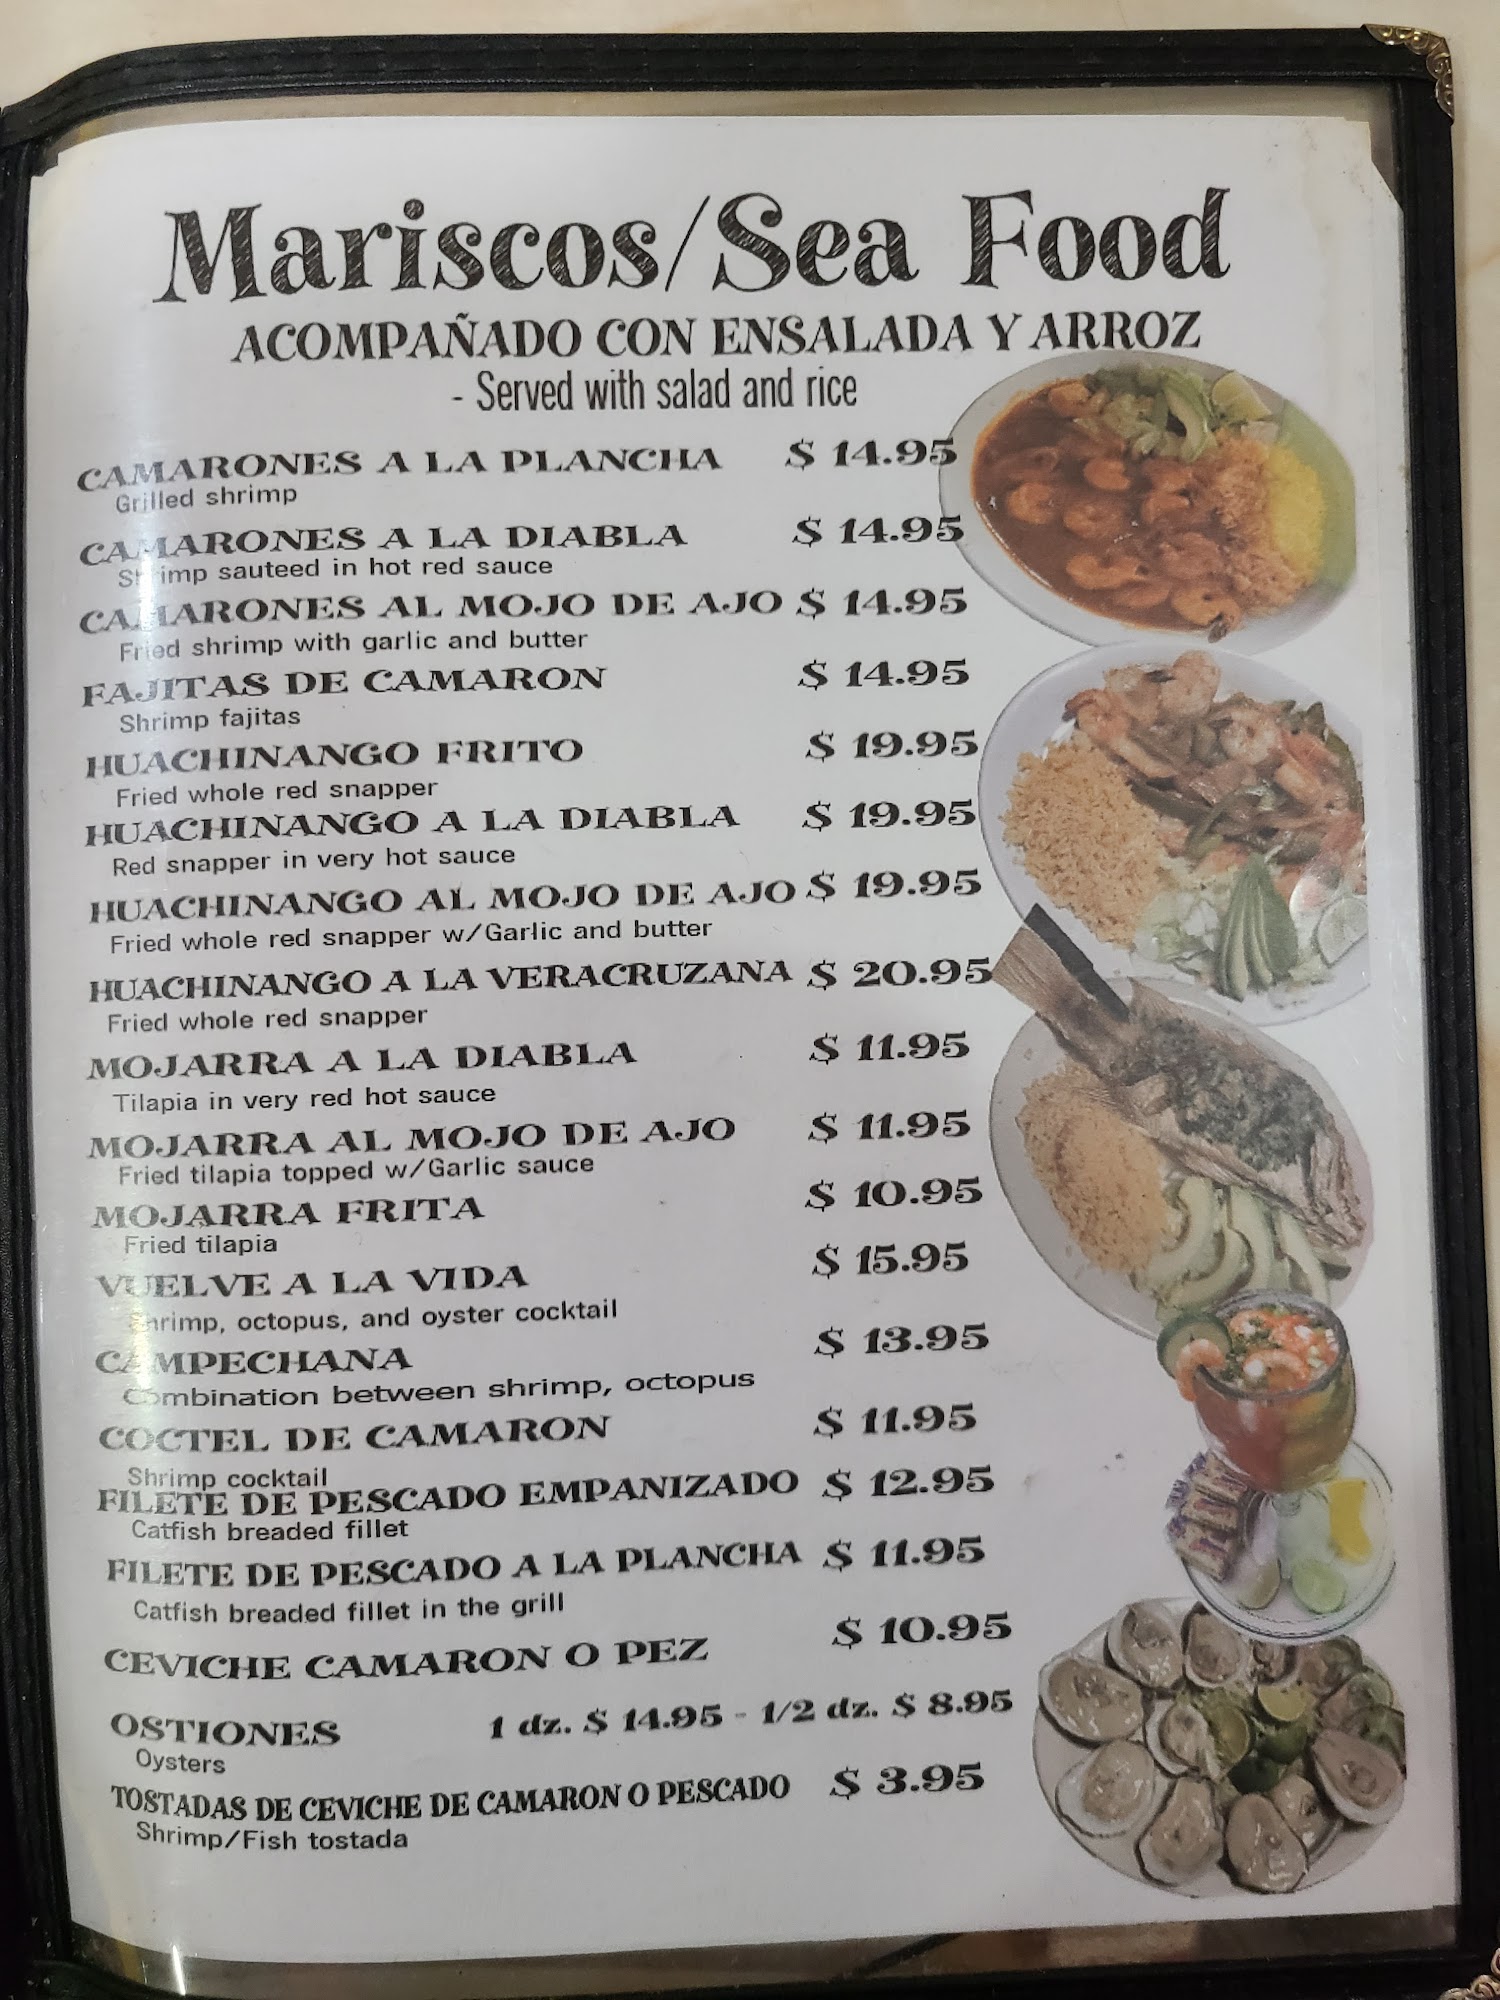 Mariscos/Sea Food
ACOMPAÑADO CON ENSALADA Y ARROZ
- Served with salad and rice
CAMARONES A LA PLANCHA $ 14.95
Grilled shrimp
CAMARONES A LA DIABLA $ 14.95
Shrimp sauteed in hot red sauce
CAMARONES AL MOJO DE AJO $ 14.95
Fried shrimp with garlic and butter
FAJITAS DE CAMARON $ 14.95
Shrimp fajitas
HUACHINANGO FRITO $ 19.95
Fried whole red snapper
HUACHINANGO A LA DIABLA $ 19.95
Red snapper in very hot sauce
HUACHINANGO AL MOJO DE AJO $ 19.95
Fried whole red snapper w/Garlic and butter
HUACHINANGO A LA VERACRUZANA $ 20.95
Fried whole red snapper
MOJARRA A LA DIABLA $ 11.95
Tilapia in very red hot sauce
MOJARRA AL MOJO DE AJO $ 11.95
Fried tilapia topped w/Garlic sauce
MOJARRA FRITA $ 10.95
Fried tilapia
VUELVE A LA VIDA $ 15.95
Shrimp, octopus, and oyster cocktail
CAMPECHANA $ 13.95
Combination between shrimp, octopus
COCTEL DE CAMARON $ 11.95
Shrimp cocktail
FILETE DE PESCADO EMPANIZADO $ 12.95
Catfish breaded fillet
FILETE DE PESCADO A LA PLANCHA $ 11.95
Catfish breaded fillet in the grill
CEVICHE CAMARON O PEZ $ 10.95
OSTIONES 1 dz. $ 14.95 - 1/2 dz. $ 8.95
Oysters
TOSTADAS DE CEVICHE DE CAMARON O PESCADO $ 3.95
Shrimp/Fish tostada